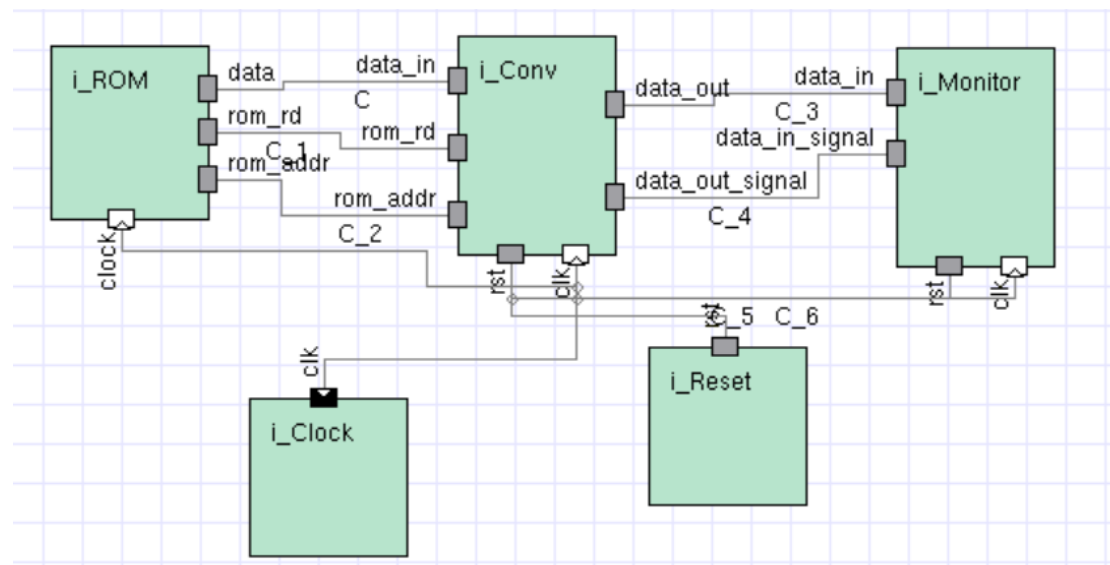 i_ROM
data
rom_rd
C_1
rom_addr
clock
data_in
C
rom_rd
rom_addr
C_2
i_Conv
rst
clk
data_out
data_out_signal
C_4
data_in
C_3
data_in_signal
i_Monitor
rst
clk
rst
C_5
C_6
i_Reset
clk
i_Clock